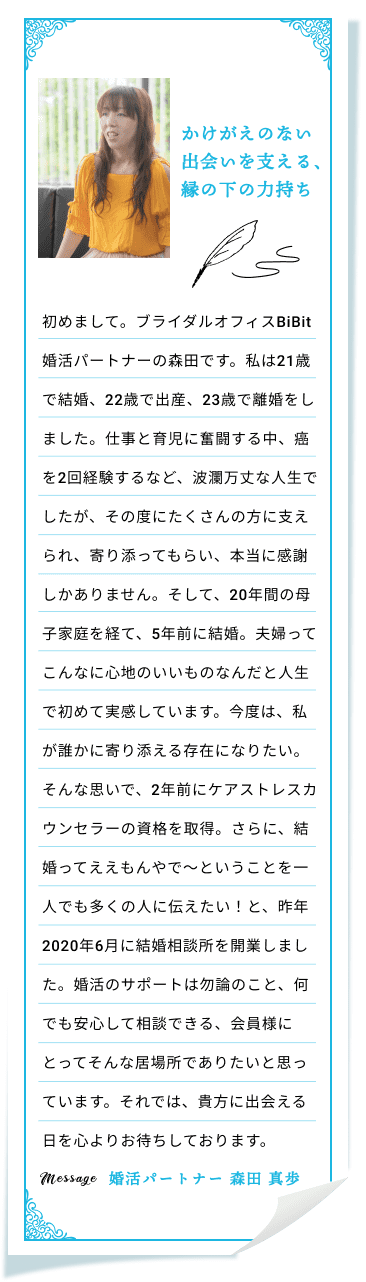 かけがえのない
出会いを支える、
縁の下の力持ち
初めまして。ブライダルオフィスBiBit
婚活パートナーの森田です。私は21歳
で結婚、22歳で出産、23歳で離婚をし
ました。仕事と育児に奮闘する中、癌
を2回経験するなど、波瀾万丈な人生で
したが、その度にたくさんの方に支え
られ、寄り添ってもらい、本当に感謝
しかありません。そして、20年間の母
子家庭を経て、5年前に結婚。夫婦って
こんなに心地のいいものなんだと人生
で初めて実感しています。今度は、私
が誰かに寄り添える存在になりたい。
そんな思いで、2年前にケアストレスカ
ウンセラーの資格を取得。さらに、結
婚ってええもんやで〜ということを一
人でも多くの人に伝えたい！と、昨年
2020年6月に結婚相談所を開業しまし
た。婚活のサポートは勿論のこと、何
でも安心して相談できる、会員様に
とってそんな居場所でありたいと思っ
ています。それでは、貴方に出会える
日を心よりお待ちしております。
Message 婚活パートナー 森田 真歩